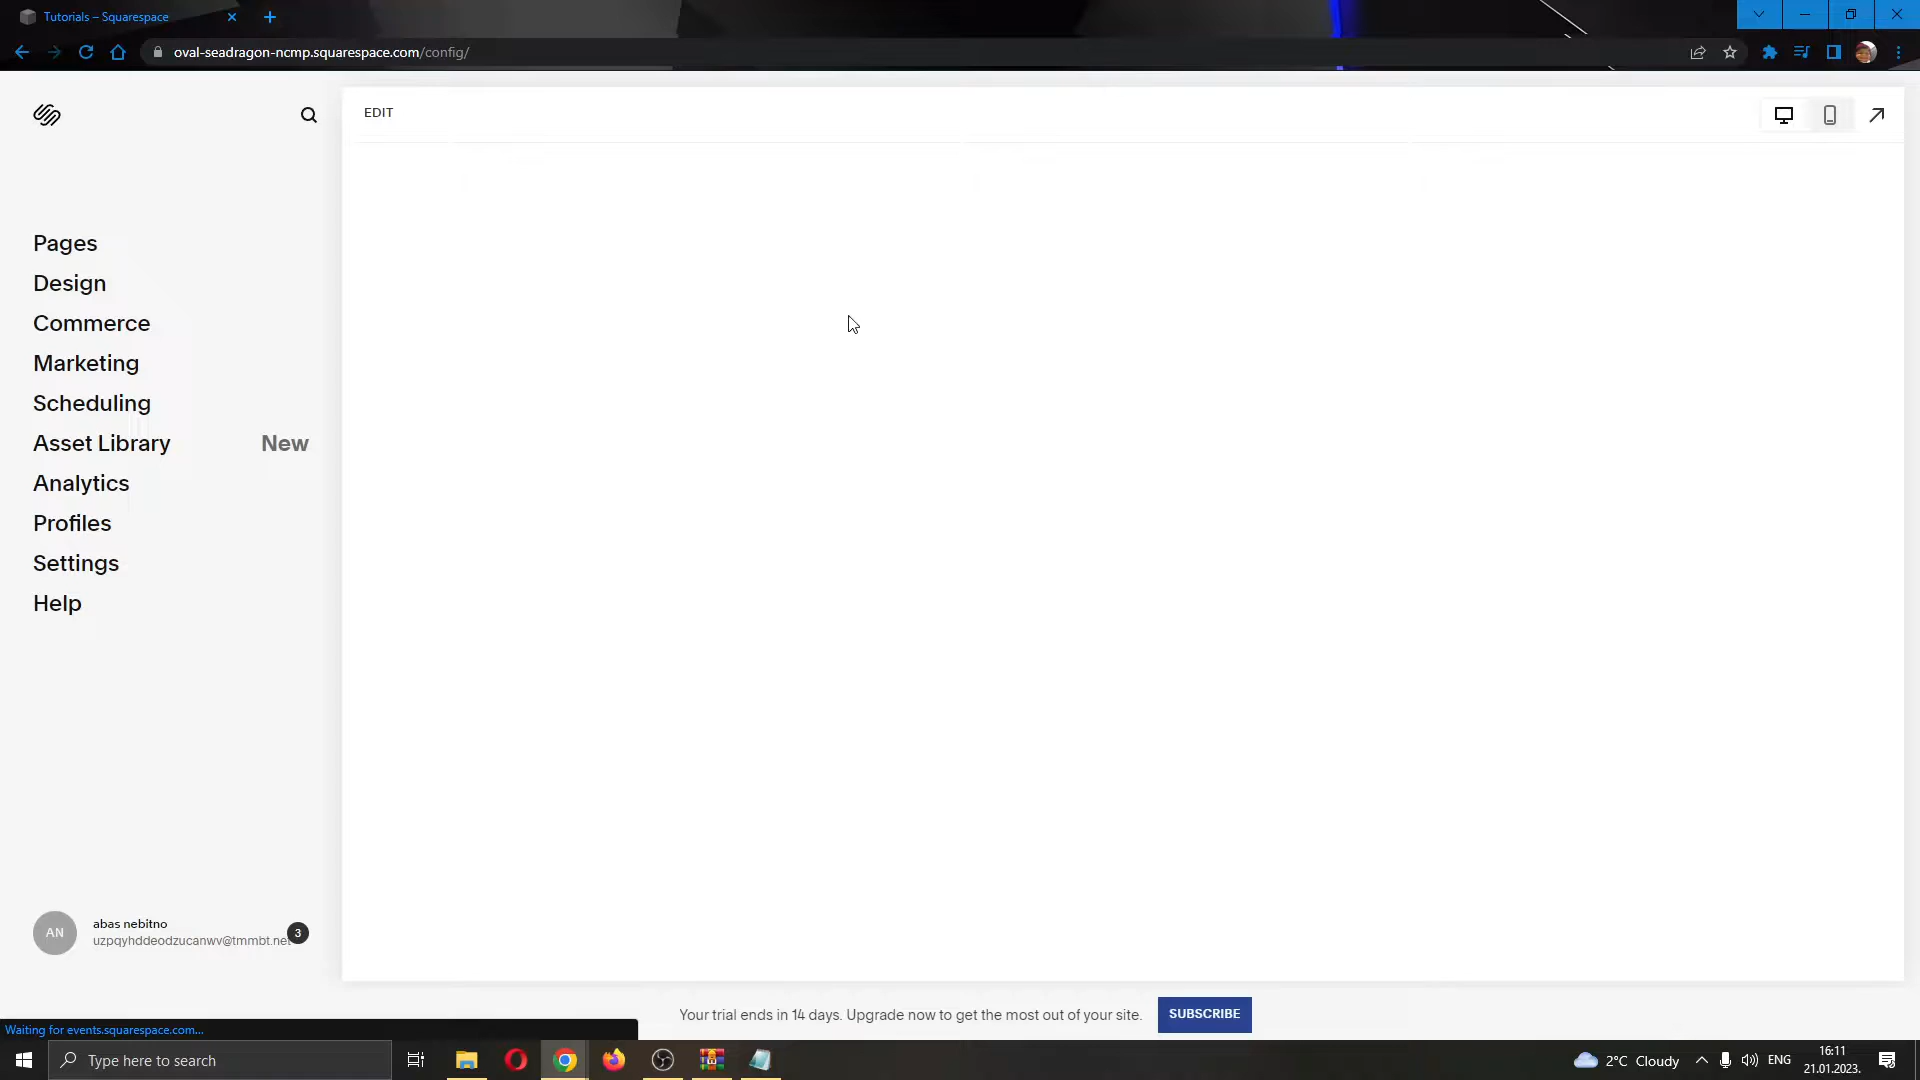 Tutorials – Squarespace
oval-seadragon-ncmp.squarespace.com/config/
EDIT
Pages
Design
Commerce
Marketing
Scheduling
Asset Library New
Analytics
Profiles
Settings
Help
AN
abas nebitno
uzpqyhddeodzucanwv@tmmbt.net
3
Your trial ends in 14 days. Upgrade now to get the most out of your site. SUBSCRIBE
Waiting for events.squarespace.com...
Type here to search
2°C Cloudy
ENG
16:11
21.01.2023.